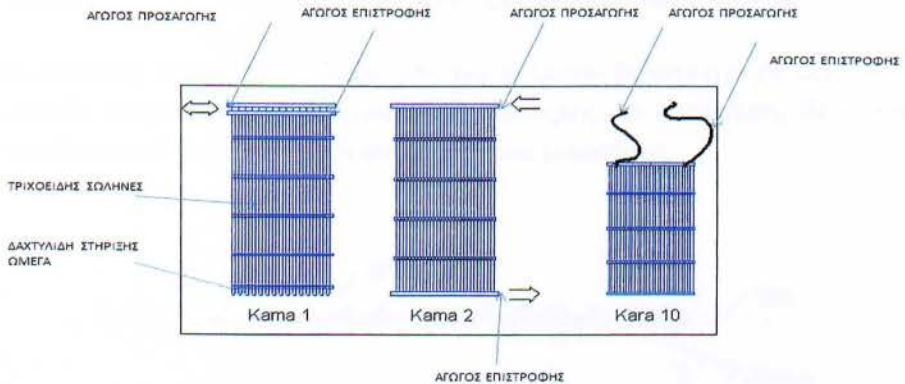 ΑΓΩΓΟΣ ΠΡΟΣΑΓΩΓΗΣ
ΑΓΩΓΟΣ ΕΠΙΣΤΡΟΦΗΣ
ΑΓΩΓΟΣ ΠΡΟΣΑΓΩΓΗΣ
ΑΓΩΓΟΣ ΠΡΟΣΑΓΩΓΗΣ
ΑΓΩΓΟΣ ΕΠΙΣΤΡΟΦΗΣ
ΤΡΙΧΟΕΙΔΗΣ ΣΩΛΗΝΕΣ
ΔΑΧΤΥΛΙΔΗ ΣΤΗΡΙΞΗΣ
ΩΜΕΓΑ
Kama 1
Kama 2
Kara 10
ΑΓΩΓΟΣ ΕΠΙΣΤΡΟΦΗΣ